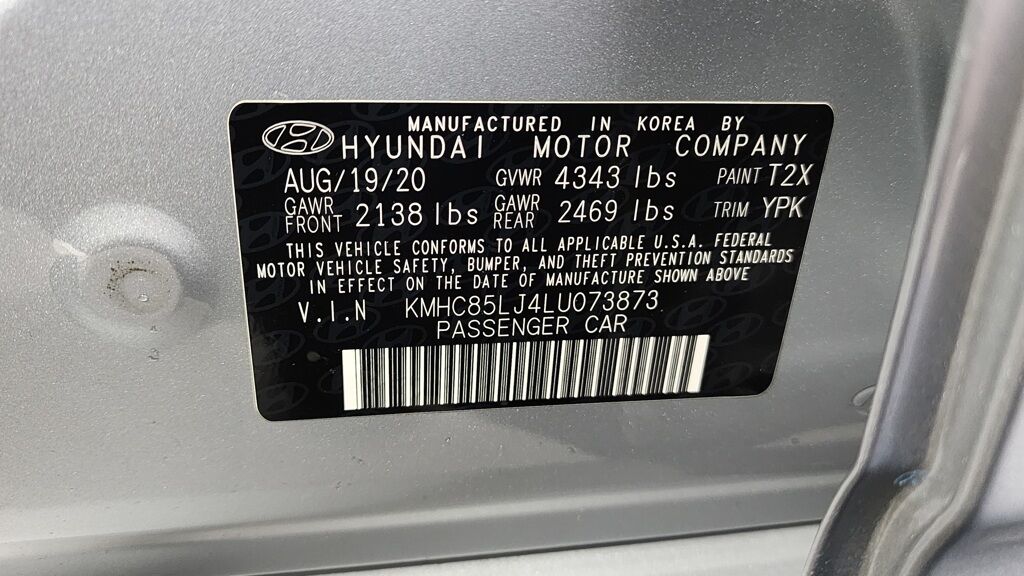 MANUFACTURED IN KOREA BY
HYUNDAI MOTOR COMPANY
AUG/19/20 GVWR 4343 lbs PAINT T2X
GAWR FRONT 2138 lbs GAWR REAR 2469 lbs TRIM YPK
THIS VEHICLE CONFORMS TO ALL APPLICABLE U.S.A. FEDERAL
MOTOR VEHICLE SAFETY, BUMPER, AND THEFT PREVENTION STANDARDS
IN EFFECT ON THE DATE OF MANUFACTURE SHOWN ABOVE
V.I.N KMHC85LJ4LU073873
PASSENGER CAR